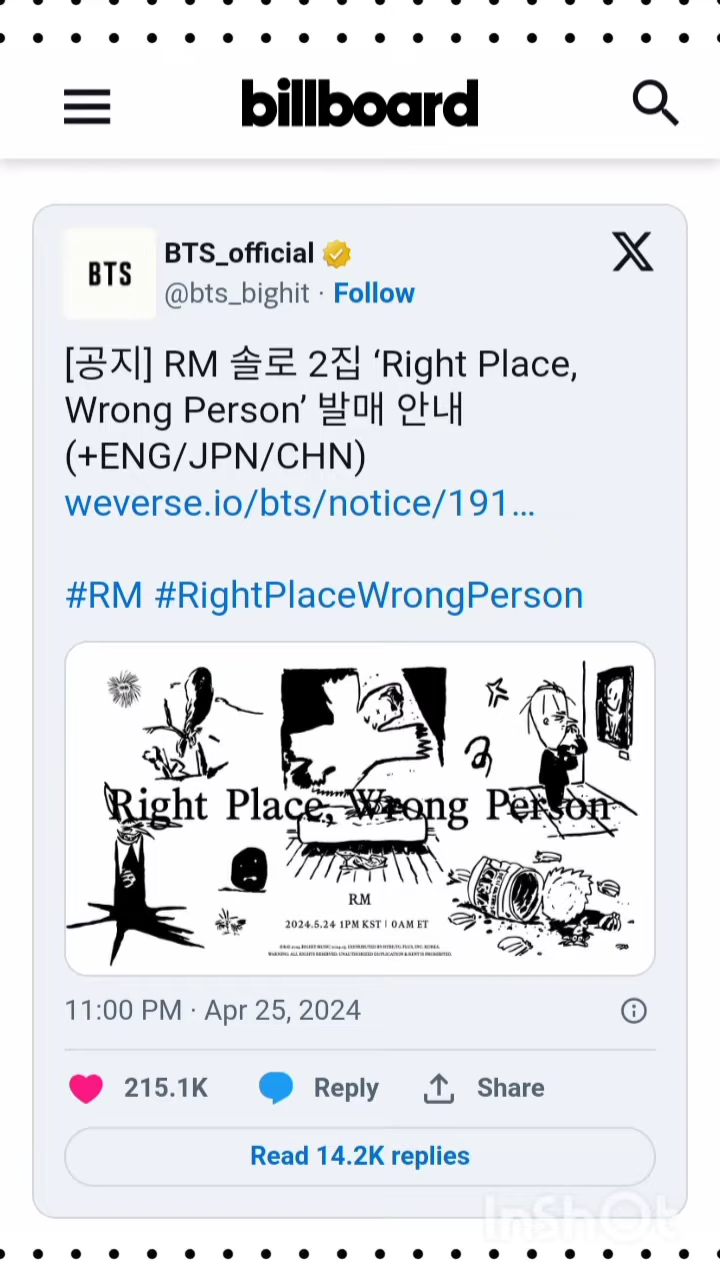 billboard
BTS
BTS_official
@bts_bighit · Follow
[공지] RM 솔로 2집 ‘Right Place,
Wrong Person’ 발매 안내
(+ENG/JPN/CHN)
weverse.io/bts/notice/191…
#RM #RightPlaceWrongPerson
Right Place, Wrong Person
RM
2024.5.24 1PM KST | 0AM ET
11:00 PM · Apr 25, 2024
215.1K Reply Share
Read 14.2K replies
InShOt